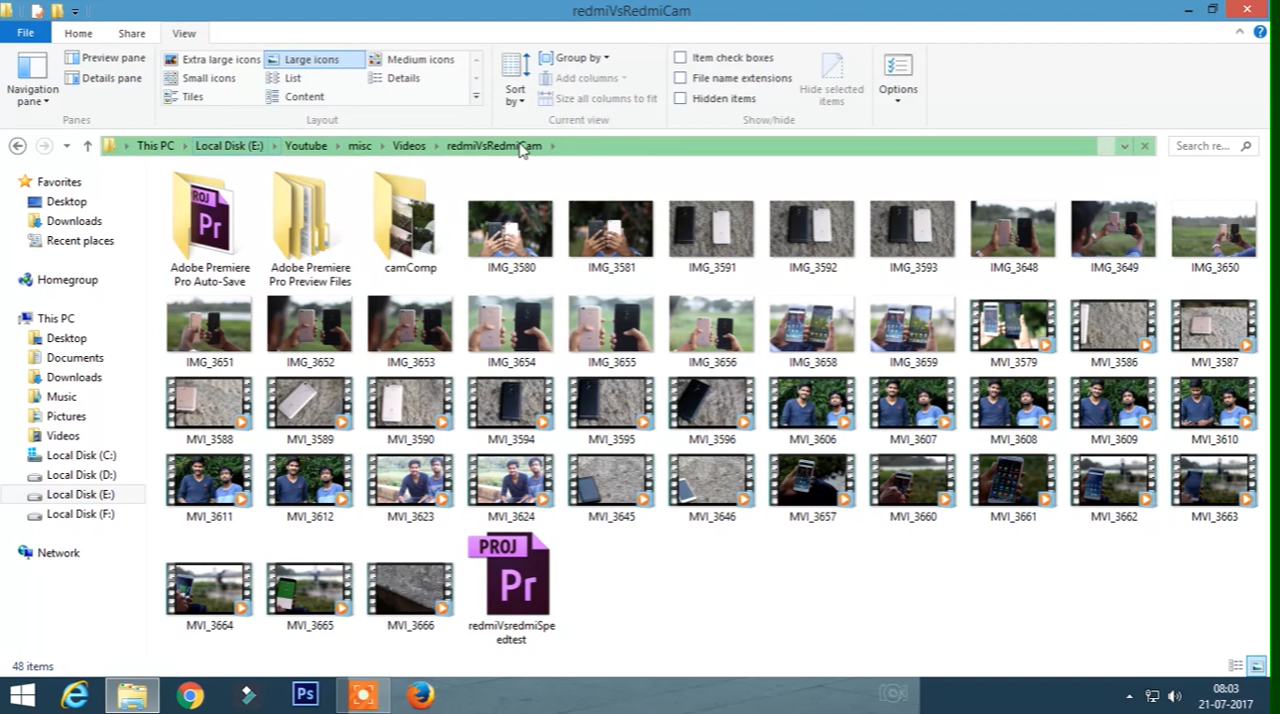 redmiVsRedmiCam
File Home Share View
Navigation pane
Preview pane
Details pane
Panes
Extra large icons Large icons Medium icons
Small icons List Details
Tiles Content
Layout
Sort by
Group by
Add columns
Size all columns to fit
Current view
Item check boxes
File name extensions
Hidden items
Hide selected items
Show/hide
Options
This PC Local Disk (E:) Youtube misc Videos redmiVsRedmiCam
Search re...
Favorites
Desktop
Downloads
Recent places
Homegroup
This PC
Desktop
Documents
Downloads
Music
Pictures
Videos
Local Disk (C:)
Local Disk (D:)
Local Disk (E:)
Local Disk (F:)
Network
PROJ
Pr
Adobe Premiere Pro Auto-Save
Adobe Premiere Pro Preview Files
camComp IMG_3580 IMG_3581 IMG_3591 IMG_3592 IMG_3593 IMG_3648 IMG_3649 IMG_3650
IMG_3651 IMG_3652 IMG_3653 IMG_3654 IMG_3655 IMG_3656 IMG_3658 IMG_3659 MVI_3579 MVI_3586 MVI_3587
MVI_3588 MVI_3589 MVI_3590 MVI_3594 MVI_3595 MVI_3596 MVI_3606 MVI_3607 MVI_3608 MVI_3609 MVI_3610
MVI_3611 MVI_3612 MVI_3623 MVI_3624 MVI_3645 MVI_3646 MVI_3657 MVI_3660 MVI_3661 MVI_3662 MVI_3663
PROJ
Pr
MVI_3664 MVI_3665 MVI_3666 redmiVsredmiSpe
edtest
48 items
Ps
08:03
21-07-2017